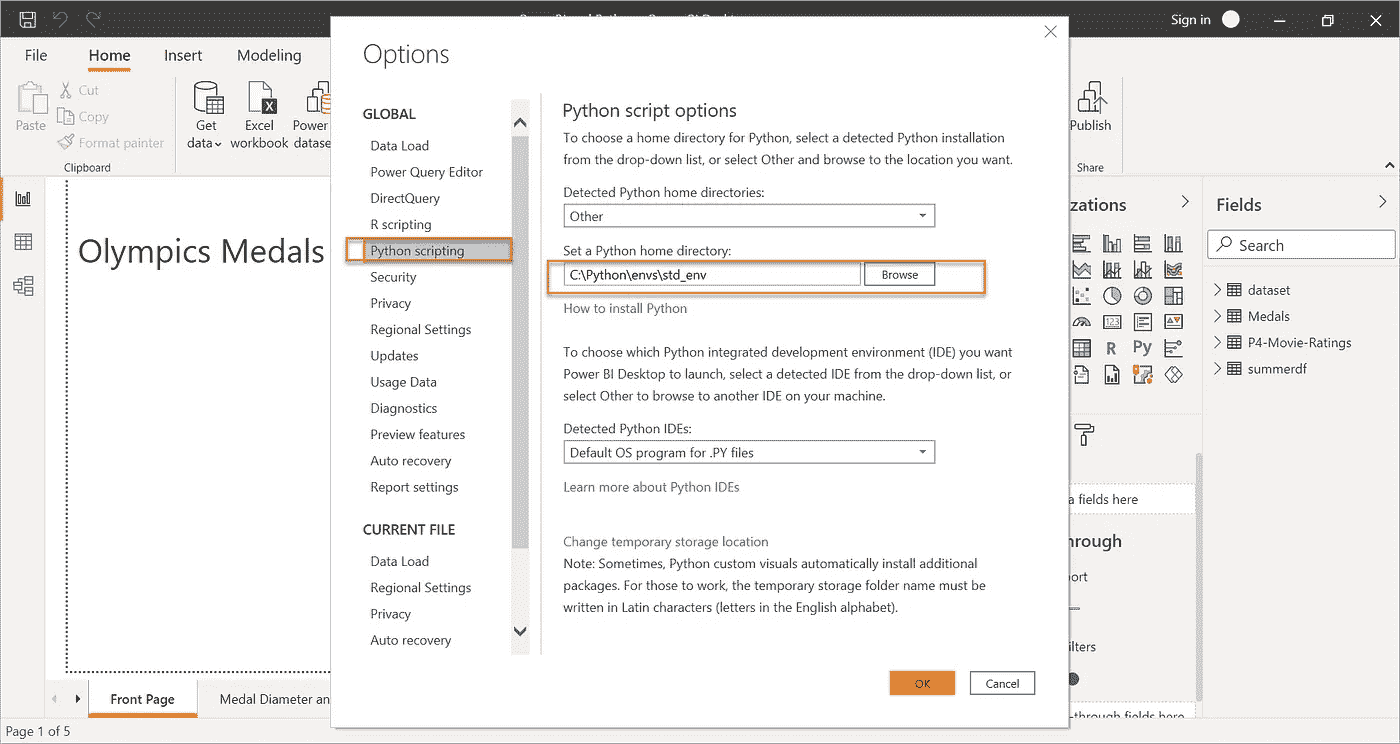 Sign in
File Home Insert Modeling
Paste
Cut
Copy
Format painter
Clipboard
Get
data
Excel
workbook
Power
datase
Publish
Share
Olympics Medals
Options
GLOBAL
Data Load
Power Query Editor
DirectQuery
R scripting
Python scripting
Security
Privacy
Regional Settings
Updates
Usage Data
Diagnostics
Preview features
Auto recovery
Report settings
CURRENT FILE
Data Load
Regional Settings
Privacy
Auto recovery
Python script options
To choose a home directory for Python, select a detected Python installation
from the drop-down list, or select Other and browse to the location you want.
Detected Python home directories:
Other
Set a Python home directory:
C:\Python\envs\std_env
Browse
How to install Python
To choose which Python integrated development environment (IDE) you want
Power BI Desktop to launch, select a detected IDE from the drop-down list, or
select Other to browse to another IDE on your machine.
Detected Python IDEs:
Default OS program for .PY files
Learn more about Python IDEs
Change temporary storage location
Note: Sometimes, Python custom visuals automatically install additional
packages. For those to work, the temporary storage folder name must be
written in Latin characters (letters in the English alphabet).
OK
Cancel
zations
123
R Py
a fields here
hrough
ort
ilters
-through fields here
Fields
Search
dataset
Medals
P4-Movie-Ratings
summerdf
Front Page
Medal Diameter an
Page 1 of 5